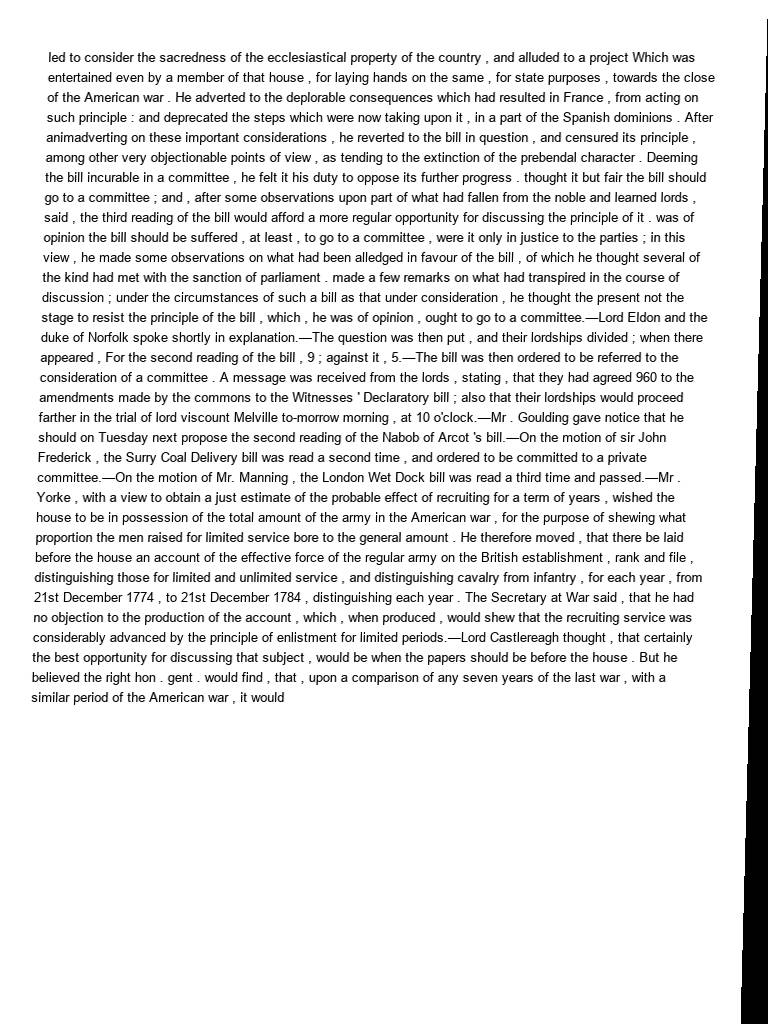 led to consider the sacredness of the ecclesiastical property of the country , and alluded to a project Which was
entertained even by a member of that house , for laying hands on the same , for state purposes , towards the close
of the American war . He adverted to the deplorable consequences which had resulted in France , from acting on
such principle : and deprecated the steps which were now taking upon it , in a part of the Spanish dominions . After
animadverting on these important considerations , he reverted to the bill in question , and censured its principle ,
among other very objectionable points of view , as tending to the extinction of the prebendal character . Deeming
the bill incurable in a committee , he felt it his duty to oppose its further progress . thought it but fair the bill should
go to a committee ; and , after some observations upon part of what had fallen from the noble and learned lords ,
said , the third reading of the bill would afford a more regular opportunity for discussing the principle of it . was of
opinion the bill should be suffered , at least , to go to a committee , were it only in justice to the parties ; in this
view , he made some observations on what had been alledged in favour of the bill , of which he thought several of
the kind had met with the sanction of parliament . made a few remarks on what had transpired in the course of
discussion ; under the circumstances of such a bill as that under consideration , he thought the present not the
stage to resist the principle of the bill , which , he was of opinion , ought to go to a committee.—Lord Eldon and the
duke of Norfolk spoke shortly in explanation.—The question was then put , and their lordships divided ; when there
appeared , For the second reading of the bill , 9 ; against it , 5.—The bill was then ordered to be referred to the
consideration of a committee . A message was received from the lords , stating , that they had agreed 960 to the
amendments made by the commons to the Witnesses ' Declaratory bill ; also that their lordships would proceed
farther in the trial of lord viscount Melville to-morrow morning , at 10 o'clock.—Mr . Goulding gave notice that he
should on Tuesday next propose the second reading of the Nabob of Arcot 's bill.—On the motion of sir John
Frederick , the Surry Coal Delivery bill was read a second time , and ordered to be committed to a private
committee.—On the motion of Mr. Manning , the London Wet Dock bill was read a third time and passed.—Mr .
Yorke , with a view to obtain a just estimate of the probable effect of recruiting for a term of years , wished the
house to be in possession of the total amount of the army in the American war , for the purpose of shewing what
proportion the men raised for limited service bore to the general amount . He therefore moved , that there be laid
before the house an account of the effective force of the regular army on the British establishment , rank and file ,
distinguishing those for limited and unlimited service , and distinguishing cavalry from infantry , for each year , from
21st December 1774 , to 21st December 1784 , distinguishing each year . The Secretary at War said , that he had
no objection to the production of the account , which , when produced , would shew that the recruiting service was
considerably advanced by the principle of enlistment for limited periods.—Lord Castlereagh thought , that certainly
the best opportunity for discussing that subject , would be when the papers should be before the house . But he
believed the right hon . gent . would find , that , upon a comparison of any seven years of the last war , with a
similar period of the American war , it would